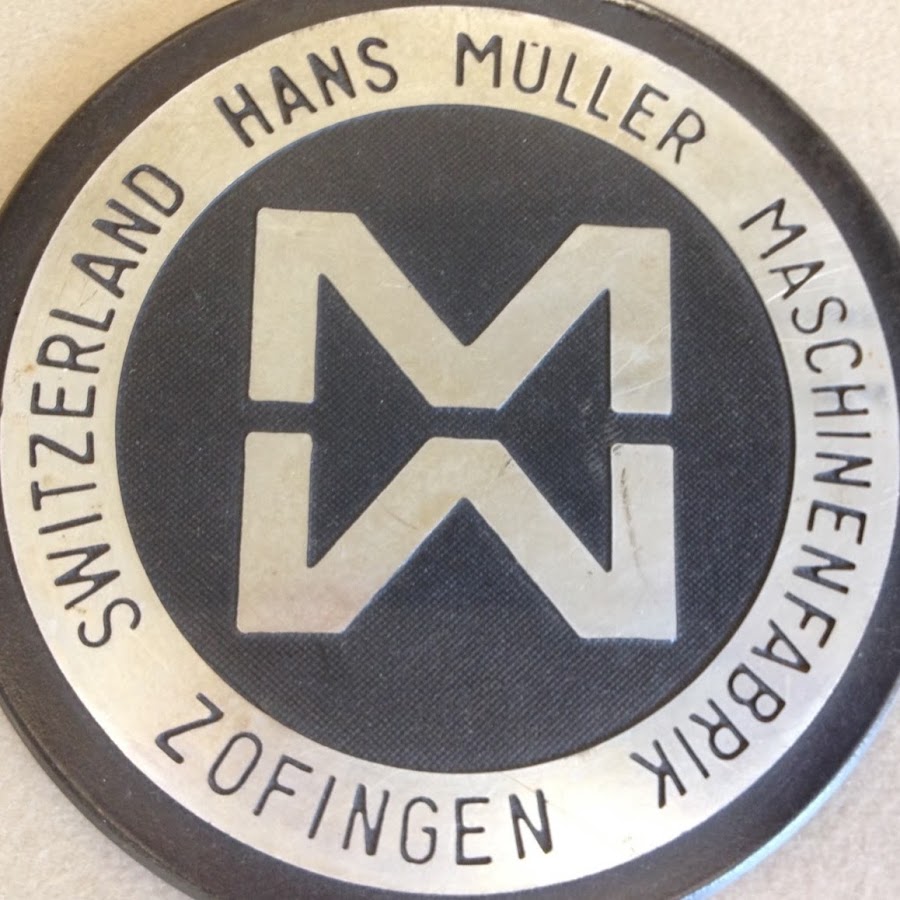 HANS MÜLLER MASCHINENFABRIK
ZOFINGEN
SWITZERLAND
M
W